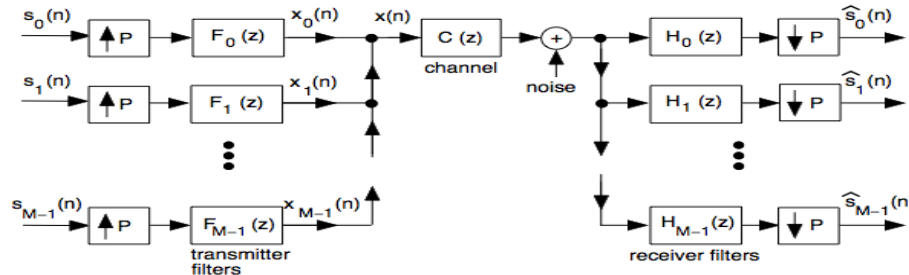 s0(n) P F0(z) x0(n) x(n) C(z) + H0(z) P ŝ0(n)
channel
noise
s1(n) P F1(z) x1(n) H1(z) P ŝ1(n)
sM-1(n) P FM-1(z) xM-1(n) HM-1(z) P ŝM-1(n
transmitter filters
receiver filters